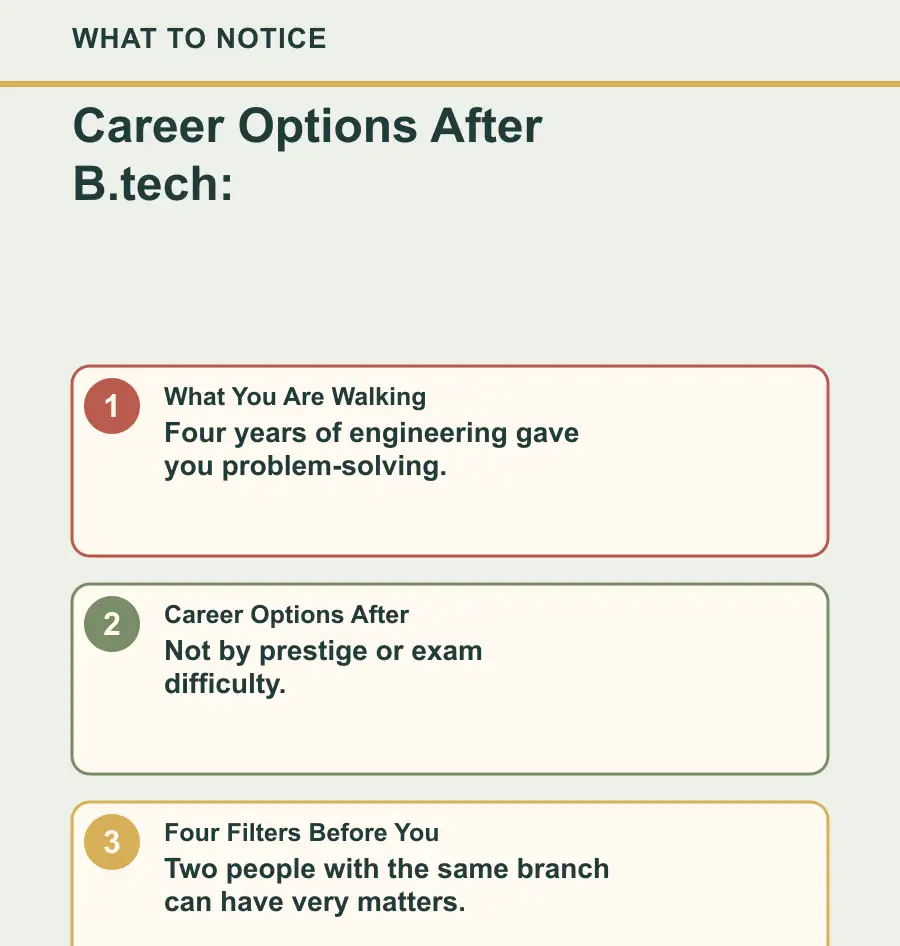 WHAT TO NOTICE
Career Options After
B.tech:
1
What You Are Walking
Four years of engineering gave
you problem-solving.
2
Career Options After
Not by prestige or exam
difficulty.
3
Four Filters Before You
Two people with the same branch
can have very matters.